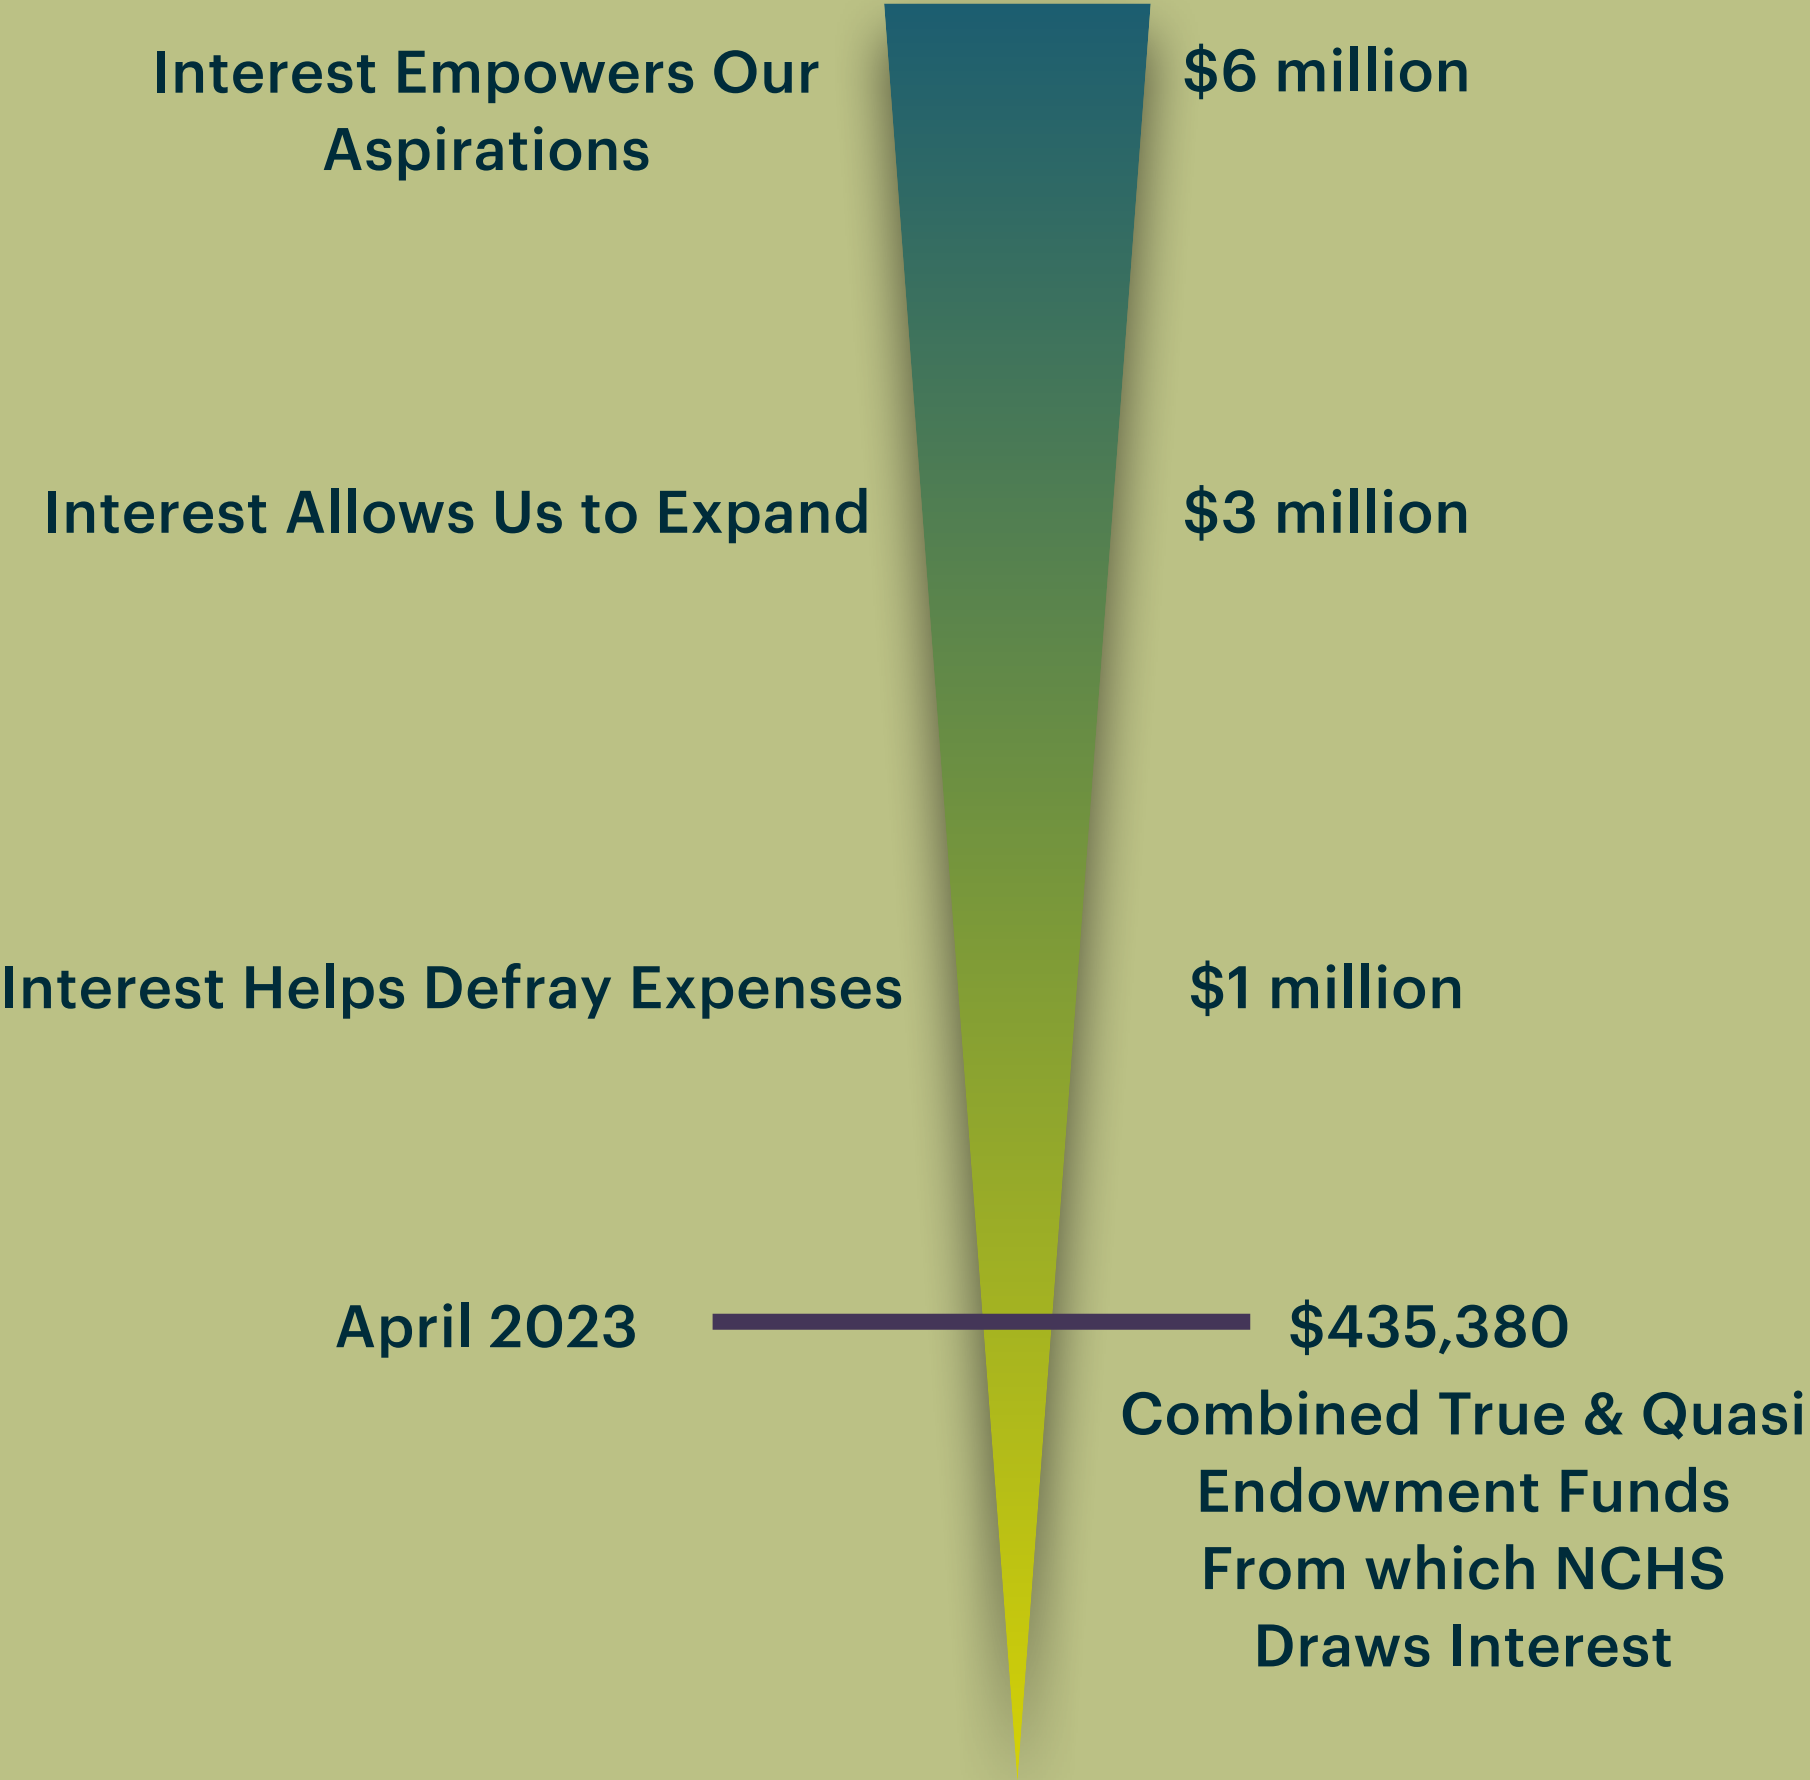 Interest Empowers Our
Aspirations
$6 million
Interest Allows Us to Expand
$3 million
Interest Helps Defray Expenses
$1 million
April 2023
$435,380
Combined True & Quasi
Endowment Funds
From which NCHS
Draws Interest